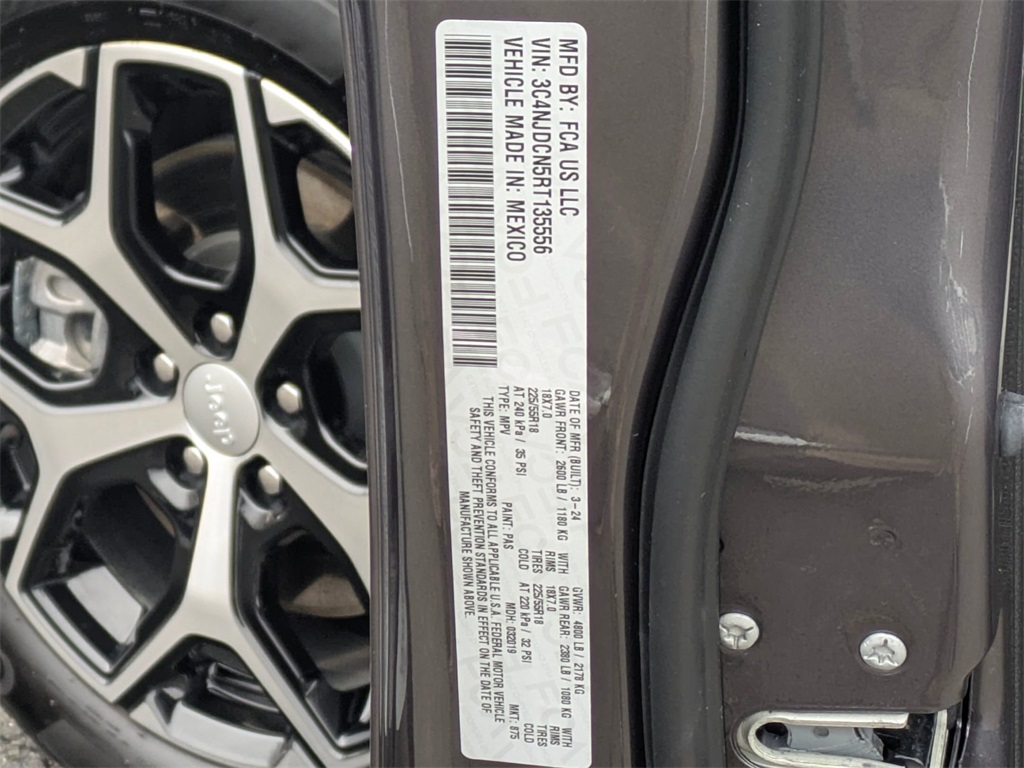 MFD BY: FCA US LLC
VIN: 3C4NJDCN5RT135556
VEHICLE MADE IN: MEXICO
DATE OF MFR (BUILT): 3-24 GVWR: 4800 LB / 2178 KG
GAWR FRONT: 2600 LB / 1180 KG WITH GAWR REAR: 2380 LB / 1080 KG WITH
18X7.0 RIMS 18X7.0 RIMS
225/55R18 TIRES 225/55R18 TIRES
AT 240 kPa / 35 PSI COLD AT 220 kPa / 32 PSI COLD
TYPE: MPV PAINT: PAS MDH: 032019 MKT: 875
THIS VEHICLE CONFORMS TO ALL APPLICABLE U.S.A. FEDERAL MOTOR VEHICLE
SAFETY AND THEFT PREVENTION STANDARDS IN EFFECT ON THE DATE OF
MANUFACTURE SHOWN ABOVE.
Jeep